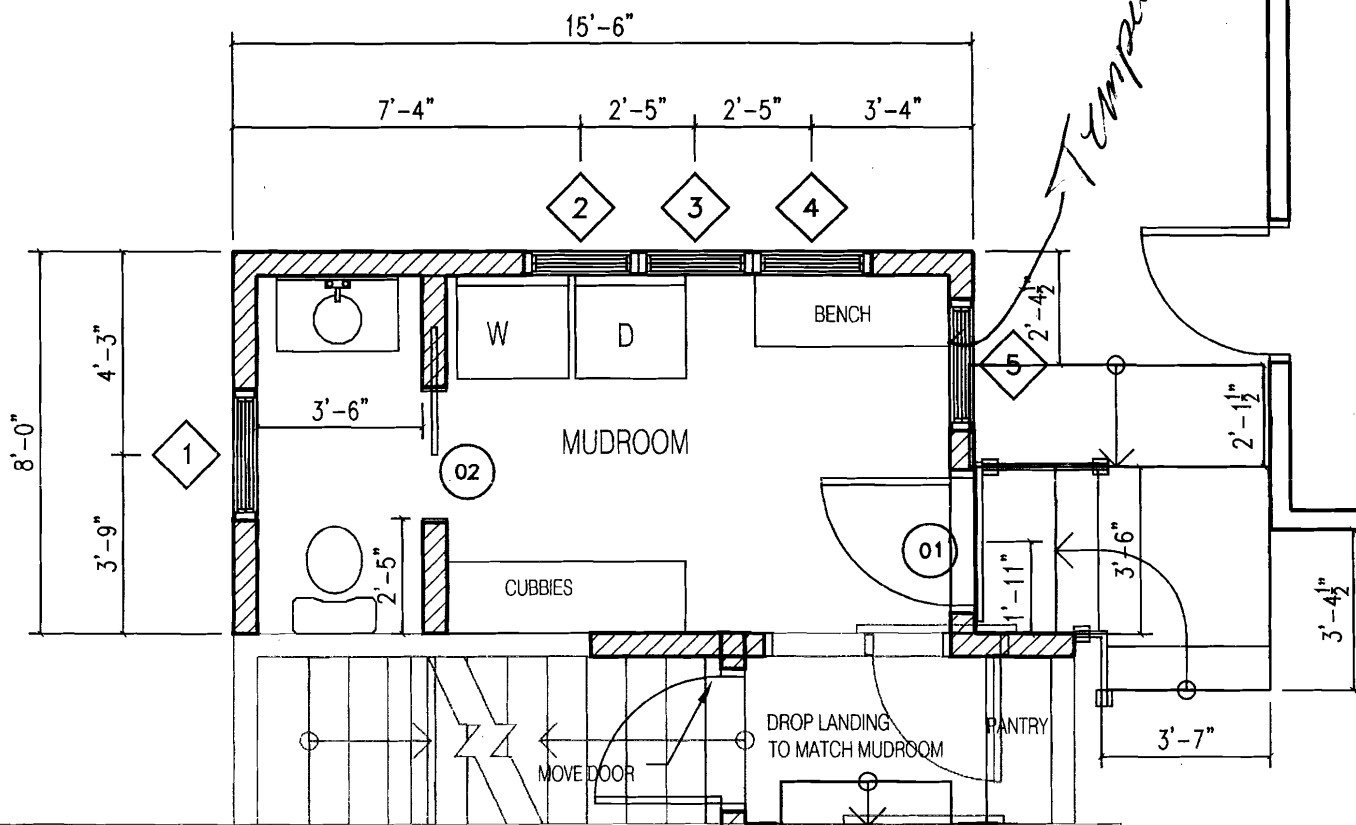 15'-6"
7'-4" 2'-5" 2'-5" 3'-4"
2 3 4
BENCH
W D
2'-4½"
4'-3"
5
8'-0"
3'-6"
2'-1½"
1
MUDROOM
02
01
3'-9"
2'-5"
CUBBIES
1'-11"
3'-6"
3'-4½"
DROP LANDING
TO MATCH MUDROOM
PANTRY
MOVE DOOR
3'-7"